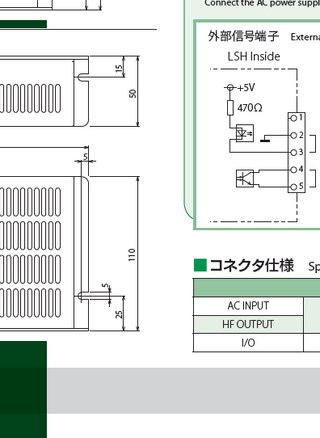 Connect the AC power suppl
外部信号端子 Externa
LSH Inside
+5V
470Ω
1
2
3
4
5
15
50
5
110
5
25
コネクタ仕様 Sp
AC INPUT
HF OUTPUT
I/O